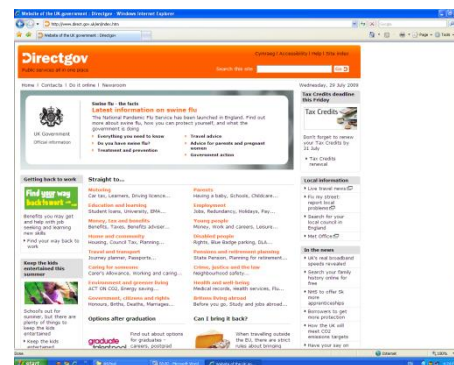 Website of the UK government : Directgov - Windows Internet Explorer
Website of the UK government : Directgov
Page
Tools
Cymraeg | Accessibility | Help | Site index
Directgov
Public services all in one place
Search this site
Home | Contacts | Do it online | Newsroom
Wednesday, 29 July 2009
UK Government
Official information
Swine flu - the facts
Latest information on swine flu
The National Pandemic Flu Service has been launched in England. Find out
more about swine flu, how you can protect yourself, and what the
government is doing
Everything you need to know
Do you have swine flu?
Treatment and prevention
Travel advice
Advice for parents and pregnant
women
Government action
Tax Credits deadline
this Friday
Tax Credits
Don't forget to renew
your Tax Credits by
31 July
Tax Credits
renewal
Getting back to work
Find your way
back to work
Benefits you may get
and help with job
seeking and learning
new skills
Find your way back to
work
Keep the kids
entertained this
summer
Schools out for
summer, but there are
plenty of things to
keep the kids
entertained
Keep the kids
entertained
Straight to...
Motoring
Car tax, Learners, Driving licence...
Education and learning
Student loans, University, EMA...
Money, tax and benefits
Benefits, Taxes, Benefits adviser...
Home and community
Housing, Council Tax, Planning...
Travel and transport
Journey planner, Passports...
Caring for someone
Carer's Allowance, Working and caring...
Environment and greener living
ACT ON CO2, Energy saving...
Government, citizens and rights
Honours, Births, Deaths, Marriages...
Parents
Having a baby, Schools, Childcare...
Employment
Jobs, Redundancy, Holidays, Pay...
Young people
Money, Work and careers, Leisure...
Disabled people
Rights, Blue Badge parking, DLA...
Pensions and retirement planning
State Pension, Planning for retirement...
Crime, justice and the law
Neighbourhood safety...
Health and well-being
Medical records, Health services, Flu...
Britons living abroad
Before you go, Study and jobs abroad...
Options after graduation
graduate
Find out about options
for graduates -
careers, postgrad
Can I bring it back?
When travelling outside
the EU, there are strict
rules about bringing
Local information
Live travel news
Fix my street:
report local
problems
Search for your
local council in
England
Met Office
In the news
UK's real broadband
speeds revealed
Search your family
history online for
free
NHS to offer 5k
more
apprenticeships
Borrowers to get
more protection
How the UK will
meet CO2
emissions targets
Have your say on
Done
Internet
start